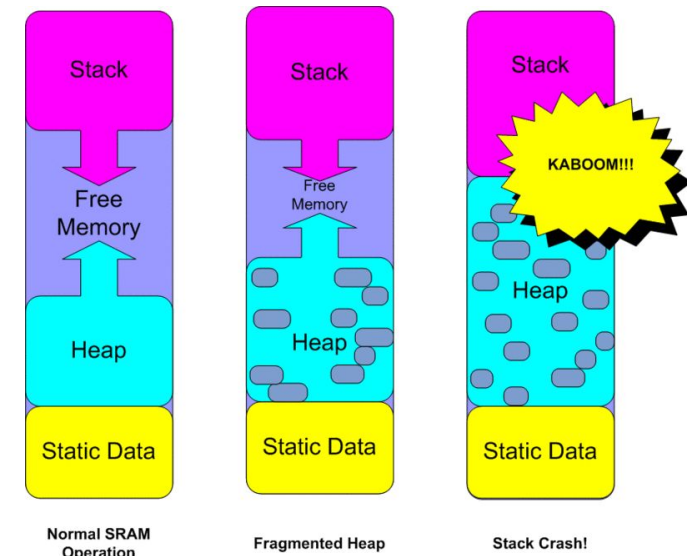 Stack
Free
Memory
Heap
Static Data
Normal SRAM
Operation
Stack
Free
Memory
Heap
Static Data
Fragmented Heap
Stack
KABOOM!!!
Heap
Static Data
Stack Crash!